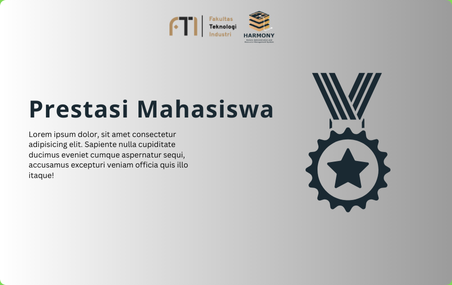 FTI
Fakultas
Teknologi
Industri
HARMONY
Prestasi Mahasiswa
Lorem ipsum dolor, sit amet consectetur
adipisicing elit. Sapiente nulla cupiditate
ducimus eveniet cumque aspernatur sequi,
accusamus excepturi veniam officia quis illo
itaque!